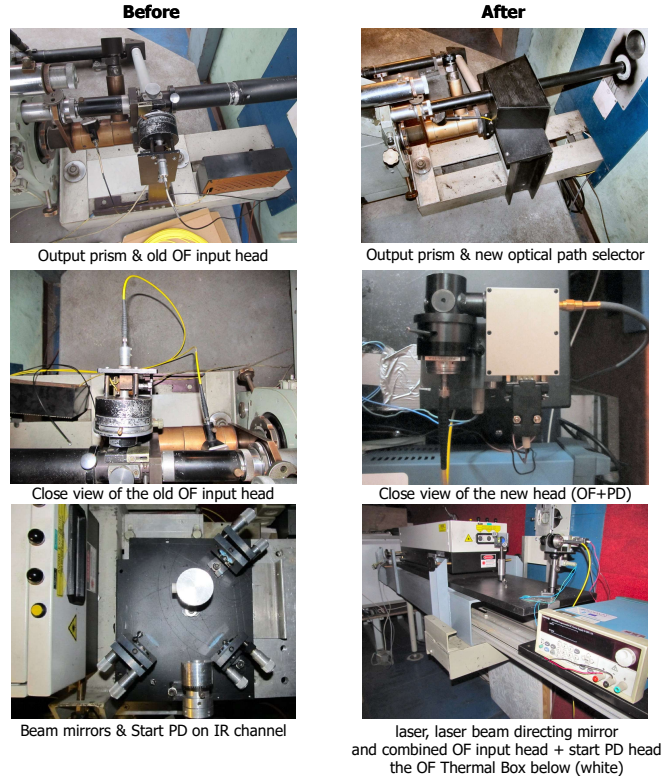 Before
After
Output prism & old OF input head
Output prism & new optical path selector
Close view of the old OF input head
Close view of the new head (OF+PD)
Beam mirrors & Start PD on IR channel
laser, laser beam directing mirror
and combined OF input head + start PD head
the OF Thermal Box below (white)